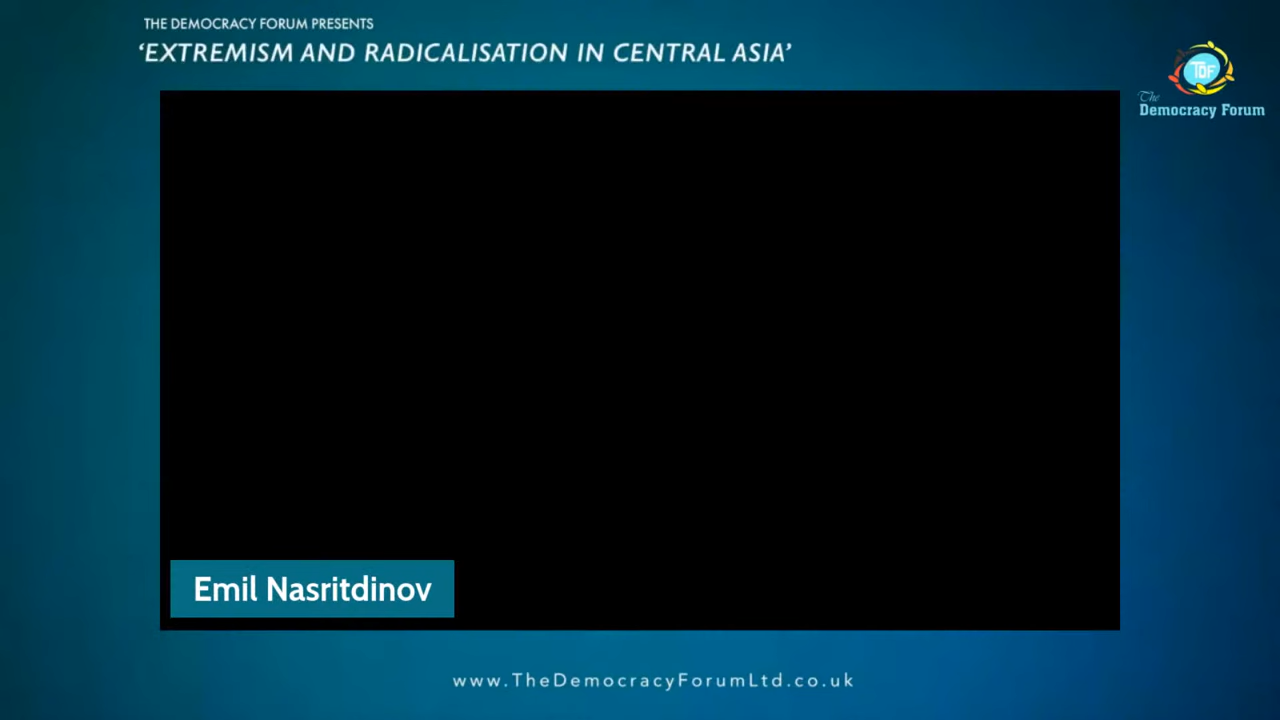 THE DEMOCRACY FORUM PRESENTS
‘EXTREMISM AND RADICALISATION IN CENTRAL ASIA’
TDF
The
Democracy Forum
Emil Nasritdinov
www.TheDemocracyForumLtd.co.uk